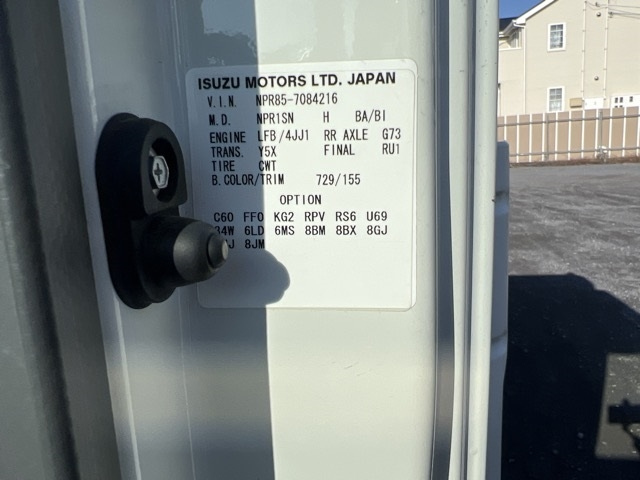 ISUZU MOTORS LTD. JAPAN
V.I.N. NPR85-7084216
M.D. NPR1SN H BA/BI
ENGINE LFB/4JJ1 RR AXLE G73
TRANS. Y5X FINAL RU1
TIRE CWT
B.COLOR/TRIM 729/155
OPTION
C60 FF0 KG2 RPV RS6 U69
6LD 6MS 8BM 8BX 8GJ
8JM